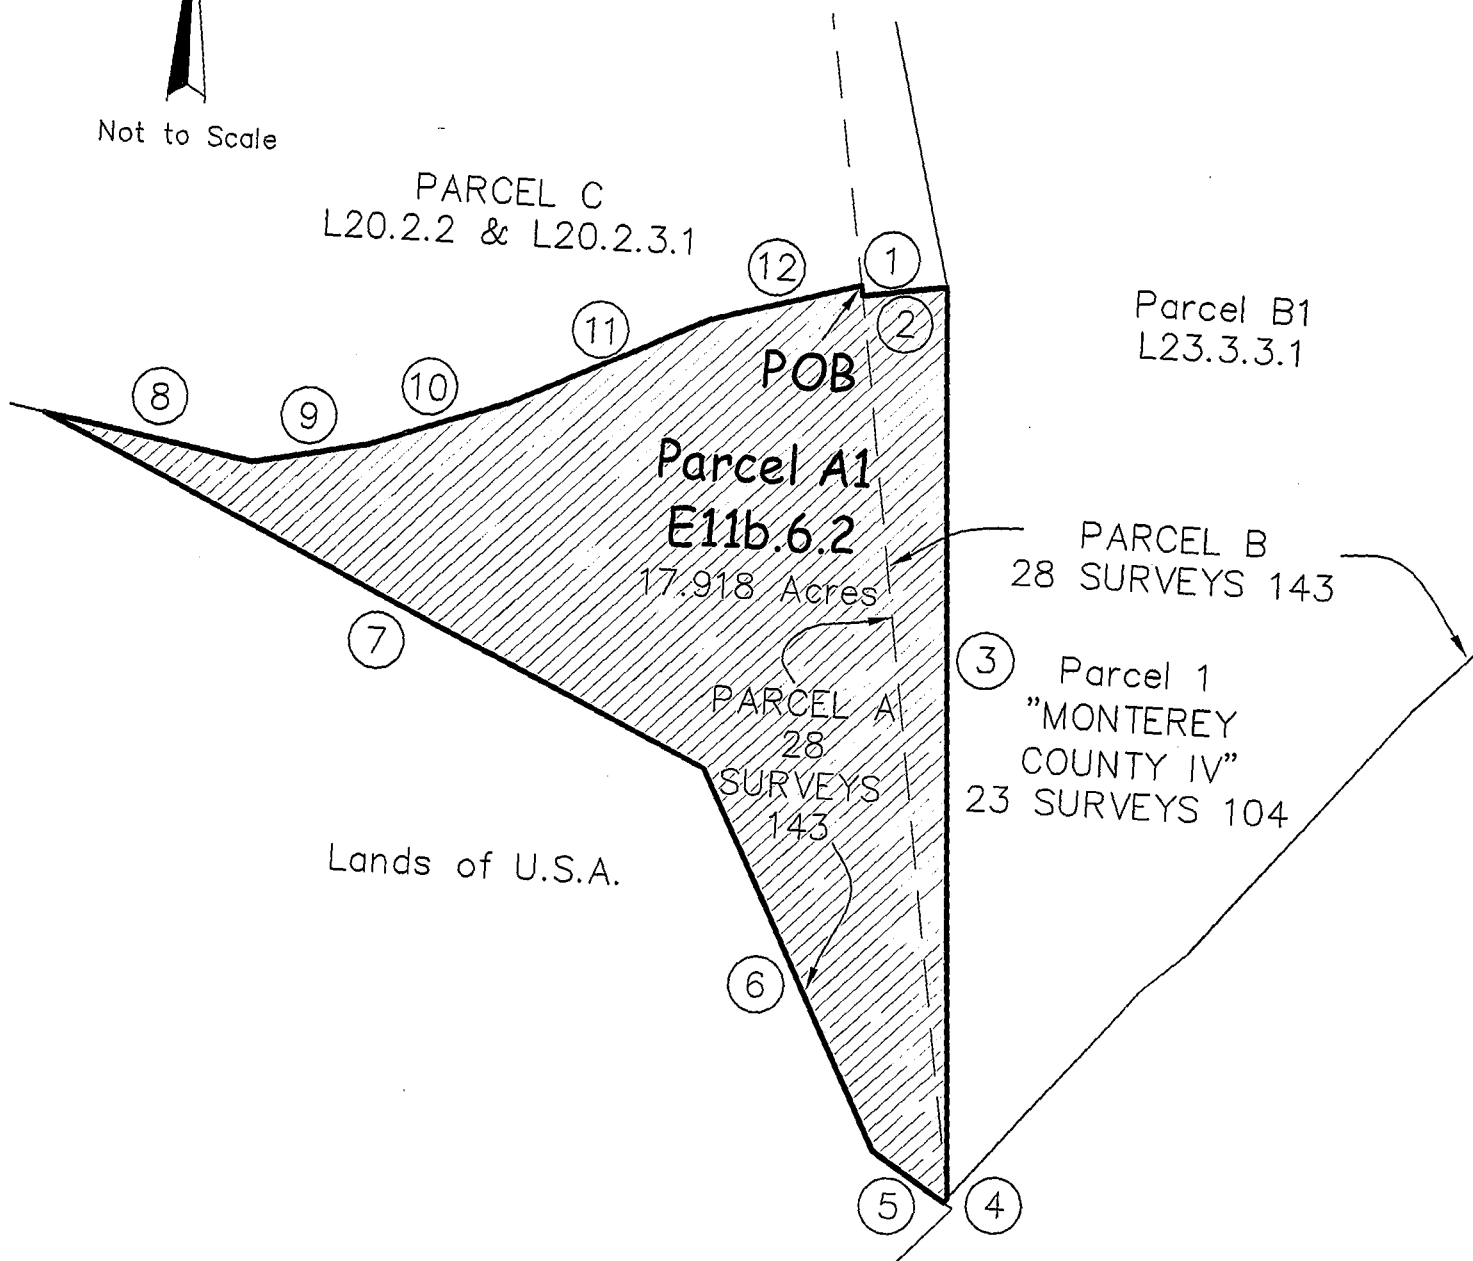 Not to Scale
PARCEL C
L20.2.2 & L20.2.3.1
12
1
2
11
10
8
9
POB
Parcel B1
L23.3.3.1
Parcel A1
E11b.6.2
17.918 Acres
PARCEL B
28 SURVEYS 143
7
3
Parcel 1
"MONTEREY
COUNTY IV"
23 SURVEYS 104
PARCEL A
28
SURVEYS
143
Lands of U.S.A.
6
5
4